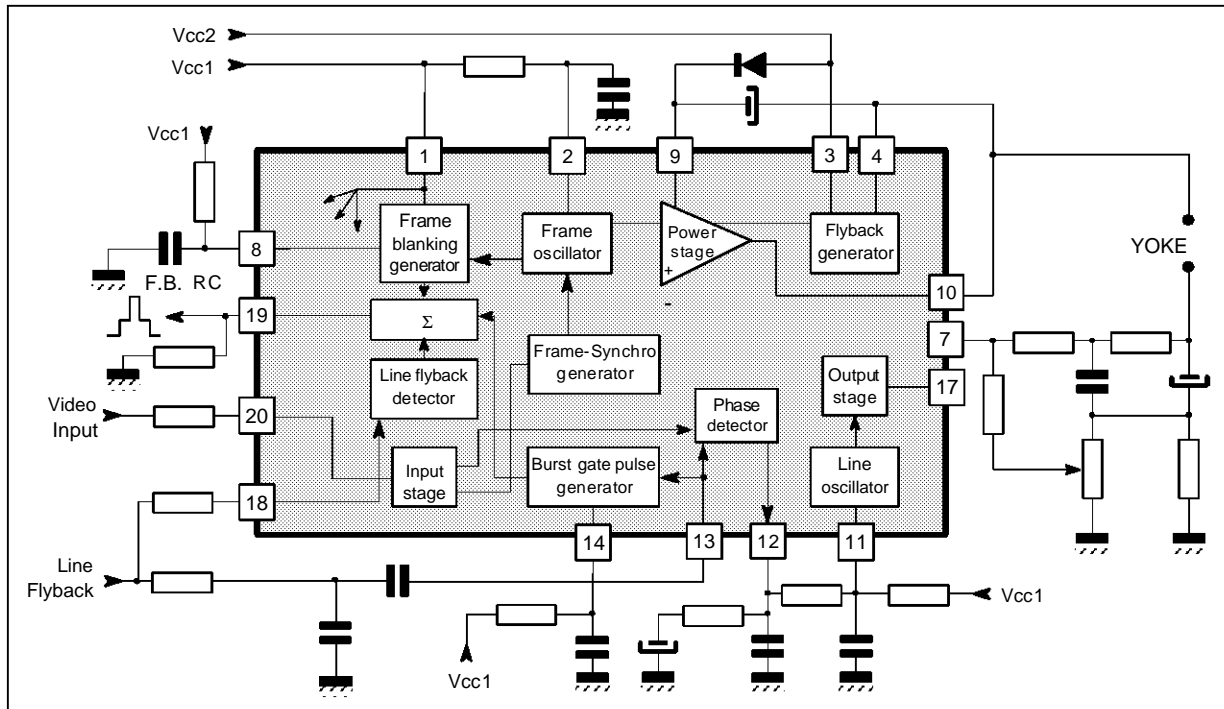 Vcc2
Vcc1
Vcc1
1
2
9
3
4
8
F.B. RC
Frame
blanking
generator
Frame
oscillator
Power
stage
+
-
Flyback
generator
YOKE
10
19
Σ
7
Frame-Synchro
generator
Line flyback
detector
Output
stage
17
Video
Input
20
Phase
detector
Input
stage
Burst gate pulse
generator
Line
oscillator
18
14
13
12
11
Line
Flyback
Vcc1
Vcc1